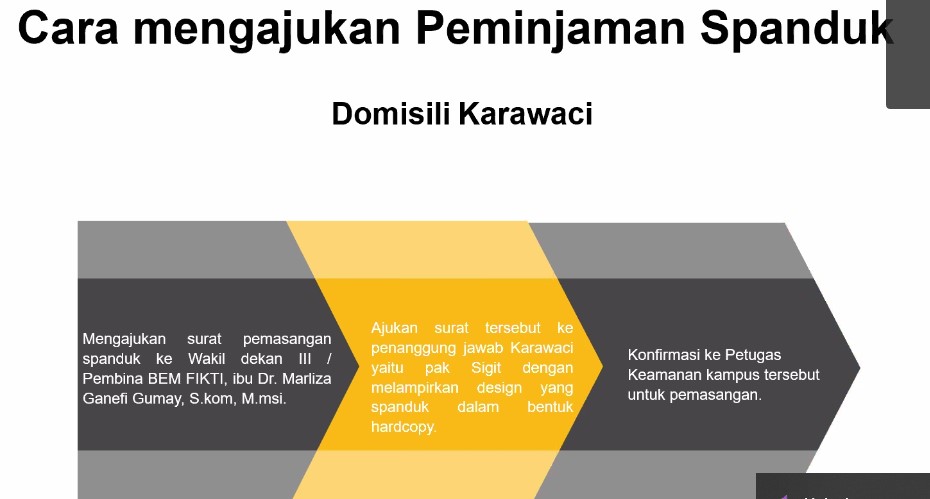 Cara mengajukan Peminjaman Spanduk
Domisili Karawaci
Mengajukan surat pemasangan
spanduk ke Wakil dekan III /
Pembina BEM FIKTI, ibu Dr. Marliza
Ganefi Gumay, S.kom, M.msi.
Ajukan surat tersebut ke
penanggung jawab Karawaci
yaitu pak Sigit dengan
melampirkan design yang
spanduk dalam bentuk
hardcopy.
Konfirmasi ke Petugas
Keamanan kampus tersebut
untuk pemasangan.